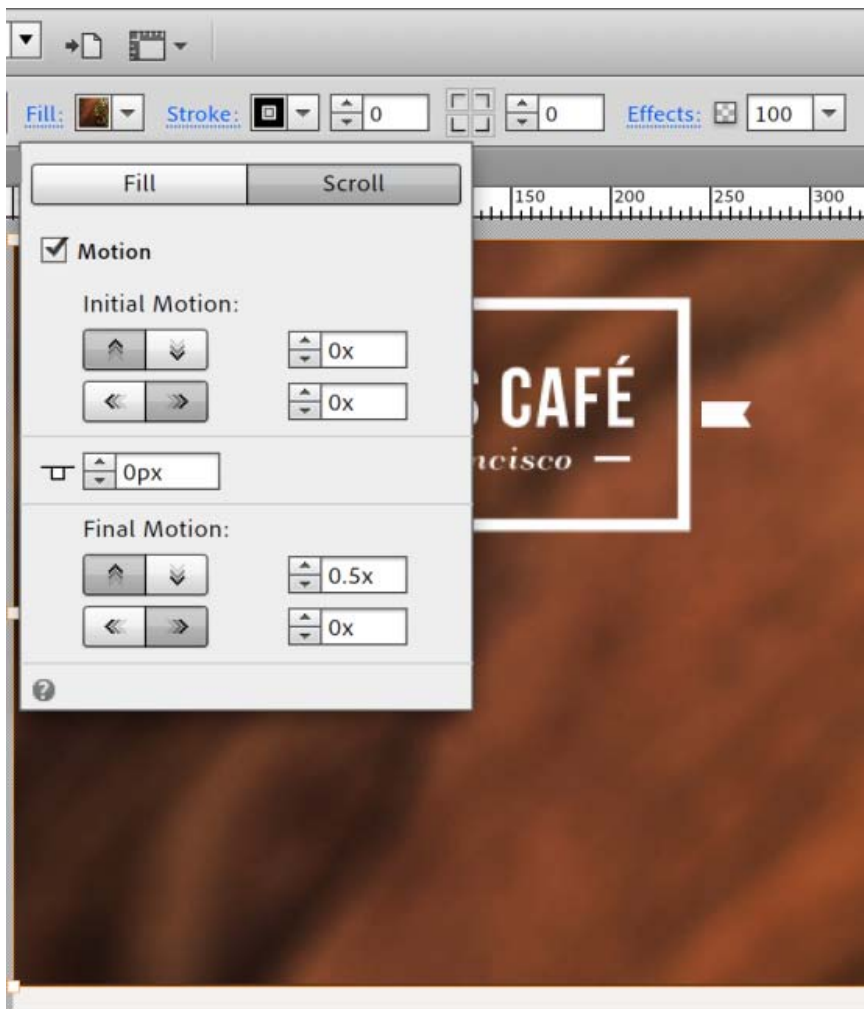 Fill: Stroke: 0 0 Effects: 100
Fill Scroll
150 200 250 300
Motion
Initial Motion:
0x
0x
0px
Final Motion:
0.5x
0x
S CAFÉ
ncisco